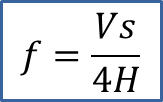 f = Vs / 4H